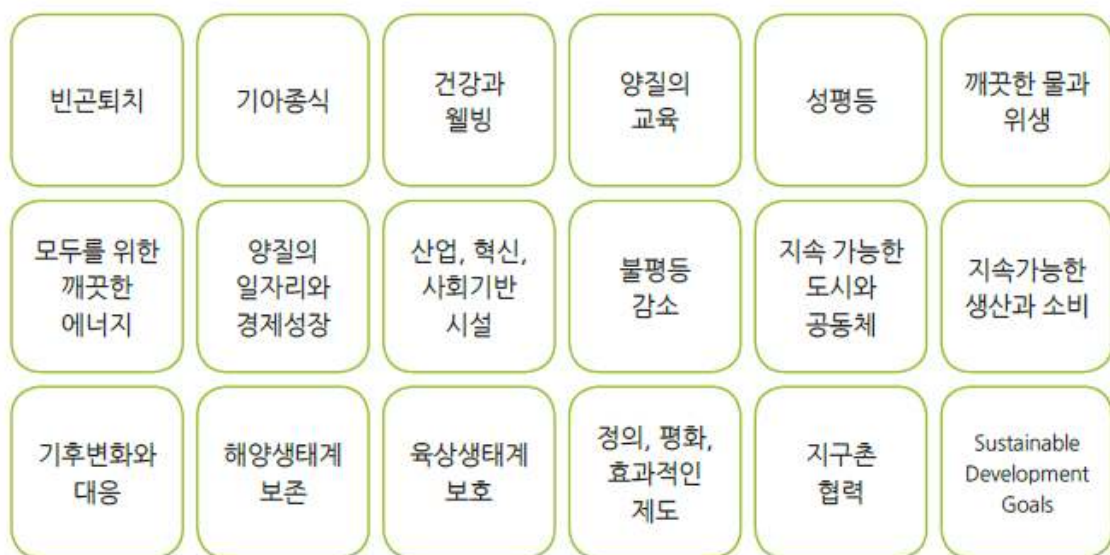 빈곤퇴치
기아종식
건강과
웰빙
양질의
교육
성평등
깨끗한 물과
위생
모두를 위한
깨끗한
에너지
양질의
일자리와
경제성장
산업, 혁신,
사회기반
시설
불평등
감소
지속 가능한
도시와
공동체
지속가능한
생산과 소비
기후변화와
대응
해양생태계
보존
육상생태계
보호
정의, 평화,
효과적인
제도
지구촌
협력
Sustainable
Development
Goals